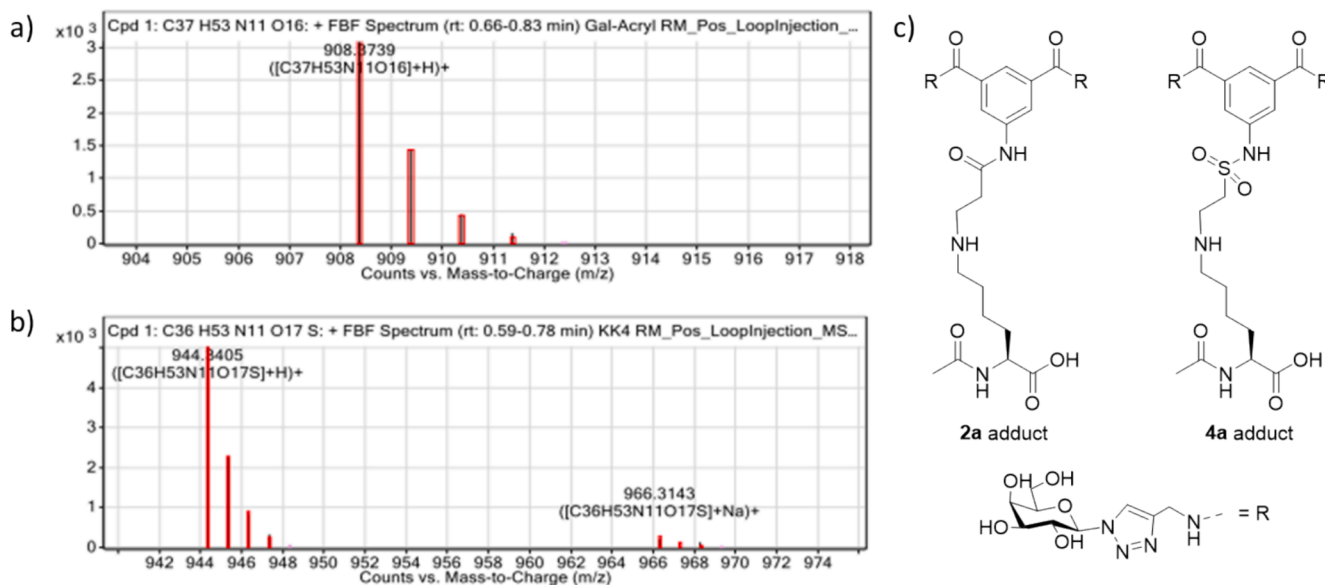 a)
Cpd 1: C37 H53 N11 O16: + FBF Spectrum (rt: 0.66-0.83 min) Gal-Acryl RM_Pos_LoopInjection_...
x10 3
908.3739
([C37H53N11O16]+H)+
3
2.5
2
1.5
1
0.5
0
904 905 906 907 908 909 910 911 912 913 914 915 916 917 918
Counts vs. Mass-to-Charge (m/z)
b)
Cpd 1: C36 H53 N11 O17 S: + FBF Spectrum (rt: 0.59-0.78 min) KK4 RM_Pos_LoopInjection_MS...
x10 3
944.3405
([C36H53N11O17S]+H)+
966.3143
([C36H53N11O17S]+Na)+
4
3
2
1
0
942 944 946 948 950 952 954 956 958 960 962 964 966 968 970 972 974
Counts vs. Mass-to-Charge (m/z)
c)
O O O O
R R R R
O NH O S NH
O
NH NH
O N H OH O
O N H OH O
2a adduct 4a adduct
OH OH
O
HO OH N N=N N H = R